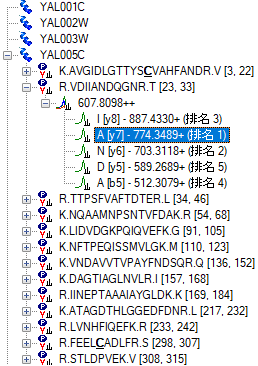 YAL001C
YAL002W
YAL003W
YAL005C
K.AVGIDLGTTYSCVAHFANDR.V [3, 22]
R.VDIIANDQGNR.T [23, 33]
607.8098++
I [y8] - 887.4330+ (排名 3)
A [y7] - 774.3489+ (排名 1)
N [y6] - 703.3118+ (排名 2)
D [y5] - 589.2689+ (排名 5)
A [b5] - 512.3079+ (排名 4)
R.TTPSFVAFTDTER.L [34, 46]
K.NQAAMNPSNTVFDAK.R [54, 68]
K.LIDVDGKPQIQVEFK.G [91, 105]
K.NFTPEQISSMVLGK.M [110, 123]
K.VNDAVVTVPAYFNDSQR.Q [136, 152]
K.DAGTIAGLNVLR.I [157, 168]
R.IINEPTAAAIAYGLDK.K [169, 184]
K.ATAGDTHLGGEDFDNR.L [217, 232]
R.LVNHFIQEFK.R [233, 242]
R.FEELCADLFR.S [298, 307]
R.STLDPVEK.V [308, 315]